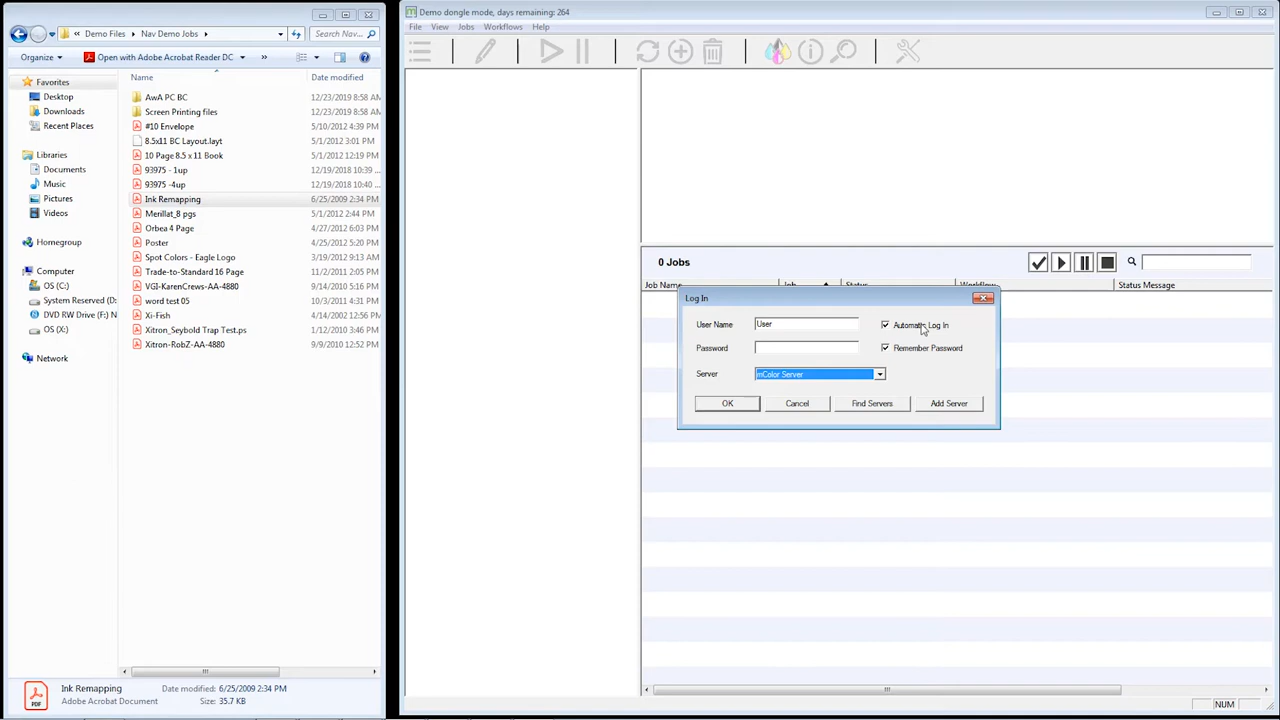 Demo Files
Nav Demo Jobs
Search Nav...
Organize
Open with Adobe Acrobat Reader DC
»
Favorites
Desktop
Downloads
Recent Places
Libraries
Documents
Music
Pictures
Videos
Homegroup
Computer
OS (C:)
System Reserved (D:
DVD RW Drive (F:) N
OS (X:)
Network
Name
Date modified
AwA PC BC 12/23/2019 8:58 AM
Screen Printing files 12/23/2019 8:58 AM
#10 Envelope 5/10/2012 4:39 PM
8.5x11 BC Layout.layt 5/1/2012 3:01 PM
10 Page 8.5 x 11 Book 5/1/2012 12:19 PM
93975 - 1up 12/19/2018 10:39 ...
93975 -4up 12/19/2018 10:40 ...
Ink Remapping 6/25/2009 2:34 PM
Merillat_8 pgs 5/1/2012 2:44 PM
Orbea 4 Page 4/27/2012 6:03 PM
Poster 4/25/2012 5:20 PM
Spot Colors - Eagle Logo 3/19/2012 9:13 AM
Trade-to-Standard 16 Page 11/2/2011 2:05 PM
VGI-KarenCrews-AA-4880 9/14/2010 5:16 PM
word test 05 10/3/2011 4:31 PM
Xi-Fish 4/14/2002 12:37 PM
Xitron_Seybold Trap Test.ps 1/12/2010 3:46 PM
Xitron-RobZ-AA-4880 9/9/2010 12:52 PM
Ink Remapping Date modified: 6/25/2009 2:34 PM
Adobe Acrobat Document Size: 35.7 KB
PDF
Demo dongle mode, days remaining: 264
File View Jobs Workflows Help
0 Jobs
Job Name Job Status Workflow Status Message
Log In
User Name User Automatic Log In
Password Remember Password
Server mColor Server
OK Cancel Find Servers Add Server
NUM